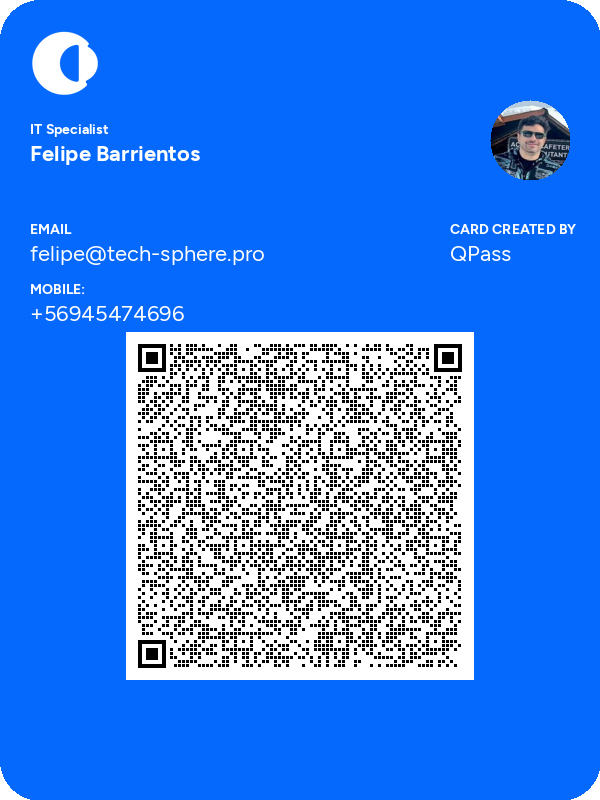 IT Specialist
Felipe Barrientos
EMAIL
felipe@tech-sphere.pro
CARD CREATED BY
QPass
MOBILE:
+56945474696